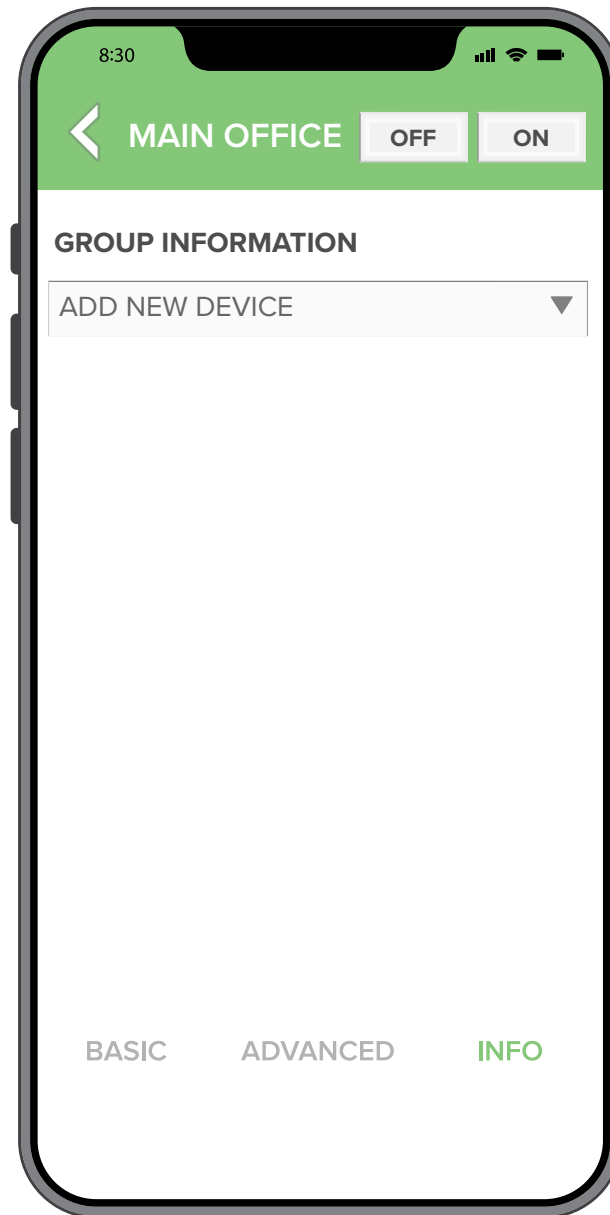 8:30
MAIN OFFICE OFF ON
GROUP INFORMATION
ADD NEW DEVICE
BASIC ADVANCED INFO